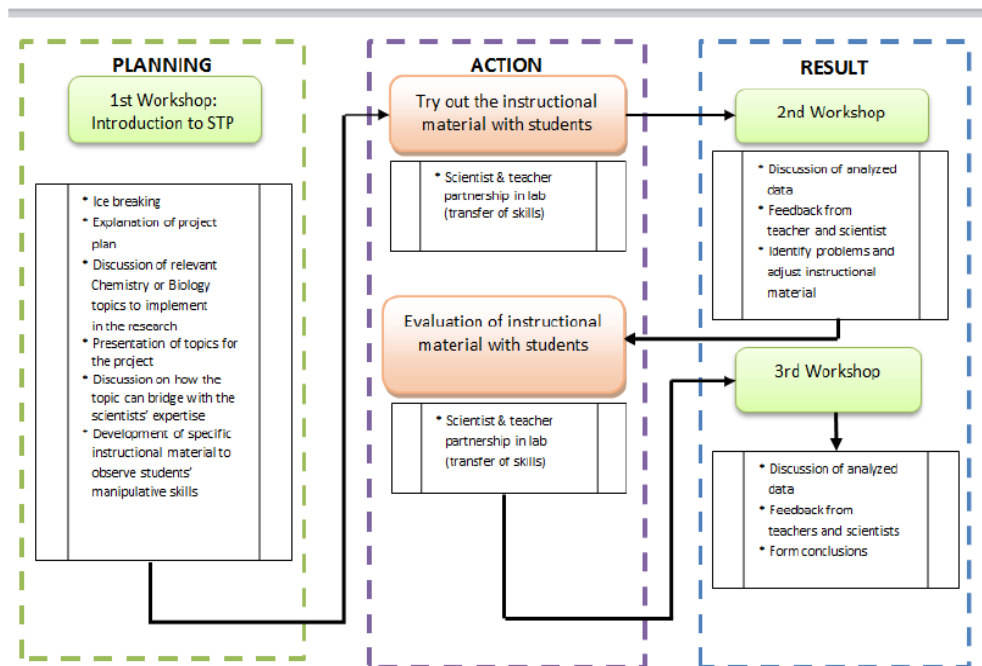 PLANNING
1st Workshop:
Introduction to STP
* Ice breaking
* Explanation of project
plan
* Discussion of relevant
Chemistry or Biology
topics to implement
in the research
* Presentation of topics for
the project
* Discussion on how the
topic can bridge with the
scientists' expertise
* Development of specific
instructional material to
observe students'
manipulative skills
ACTION
Try out the instructional
material with students
* Scientist & teacher
partnership in lab
(transfer of skills)
Evaluation of instructional
material with students
* Scientist & teacher
partnership in lab
(transfer of skills)
RESULT
2nd Workshop
* Discussion of analyzed
data
* Feedback from
teacher and scientist
* Identify problems and
adjust instructional
material
3rd Workshop
* Discussion of analyzed
data
* Feedback from
teachers and scientists
* Form conclusions